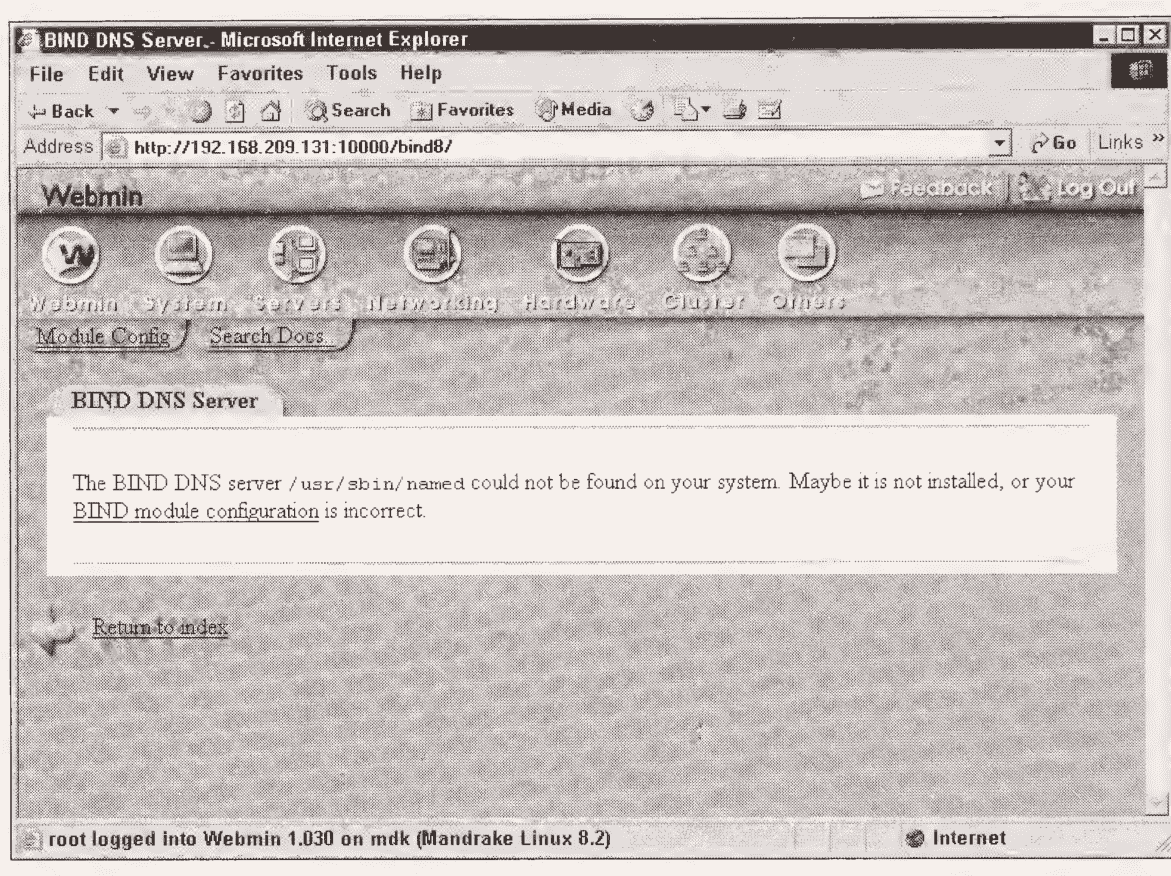 BIND DNS Server - Microsoft Internet Explorer
File Edit View Favorites Tools Help
Back Search Favorites Media
Address http://192.168.209.131:10000/bind8/ Go Links »
Webmin Feedback Log Out
Webmin System Servers Networking Hardware Cluster Others
Module Config Search Docs..
BIND DNS Server
The BIND DNS server /usr/sbin/named could not be found on your system. Maybe it is not installed, or your
BIND module configuration is incorrect.
Return to index
root logged into Webmin 1.030 on mdk (Mandrake Linux 8.2) Internet